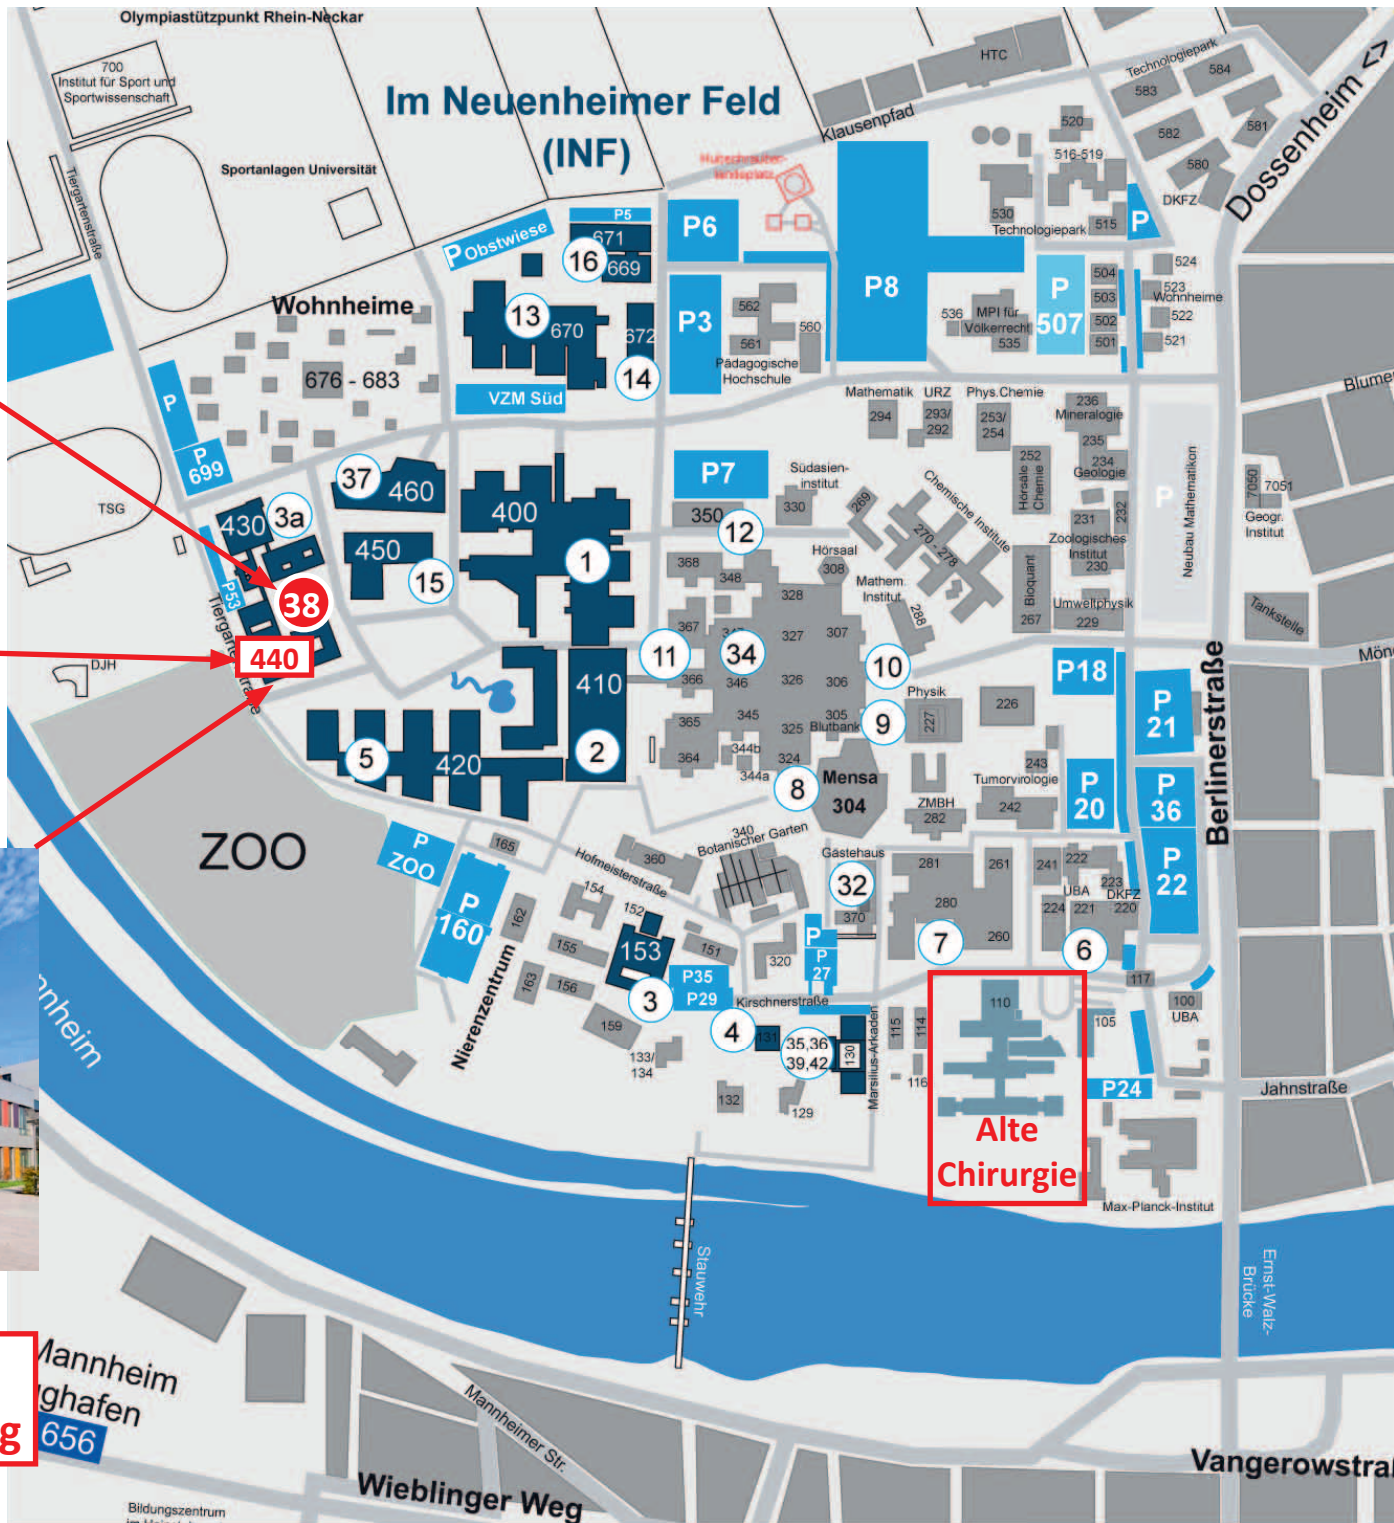 Olympiastützpunkt Rhein-Neckar
700
Institut für Sport und
Sportwissenschaft
Im Neuenheimer Feld
(INF)
HTC
Klausenpfad
Technologiepark
583
584
582
581
580
DKFZ
Dossenheim <>
520
516-519
530
515
Technologiepark
P
Tiergartenstraße
Sportanlagen Universität
Hubschrauber-
landeplatz
P Obstwiese
P5
671
16
669
P6
P8
P
507
504
503
502
501
524
523
Wohnheime
522
521
Wohnheime
13
670
672
14
P3
562
561
560
Pädagogische
Hochschule
536
MPI für
Völkerrecht
535
676 - 683
VZM Süd
Blumen
P
P
699
Mathematik
294
URZ
293/
292
Phys.Chemie
253/
254
236
Mineralogie
235
234
Geologie
252
Hörsäle
Chemie
P
Neubau Mathematikon
7050
7051
Geogr.
Institut
TSG
37
460
400
P7
350
12
Südasien-
institut
330
269
Chemische Institute
270 - 278
231
232
Zoologisches
Institut
230
430
3a
450
15
1
Hörsaal
308
368
348
328
Mathem.
Institut
288
Bioquant
267
Umweltphysik
229
Tankstelle
P53
38
Tiergartenstraße
440
DJH
367
347
327
307
11
34
10
366
346
326
306
410
P18
P
21
Berlinerstraße
Mönc
Physik
227
226
365
345
325
305
Blutbank
9
5
420
2
364
344b
344a
324
8
Mensa
304
243
Tumorvirologie
242
ZMBH
282
P
20
P
36
P
22
ZOO
P
ZOO
165
Hofmeisterstraße
360
340
Botanischer Garten
Gästehaus
32
370
281
261
280
260
7
241
222
UBA
223
DKFZ
224
221
220
6
P
160
162
154
152
155
153
151
Nierenzentrum
163
156
P35
P29
3
159
320
P
P
27
Kirschnerstraße
4
131
35,36
39,42
130
Marsilius-Arkaden
115
114
116
110
105
117
100
UBA
133/
134
132
129
P24
Jahnstraße
Alte
Chirurgie
Max-Planck-Institut
nnheim
Stauwehr
Ernst-Walz-
Brücke
Mannheim
ghafen
656
g
Mannheimer Str.
Wieblinger Weg
Vangerowstraß
Bildungszentrum